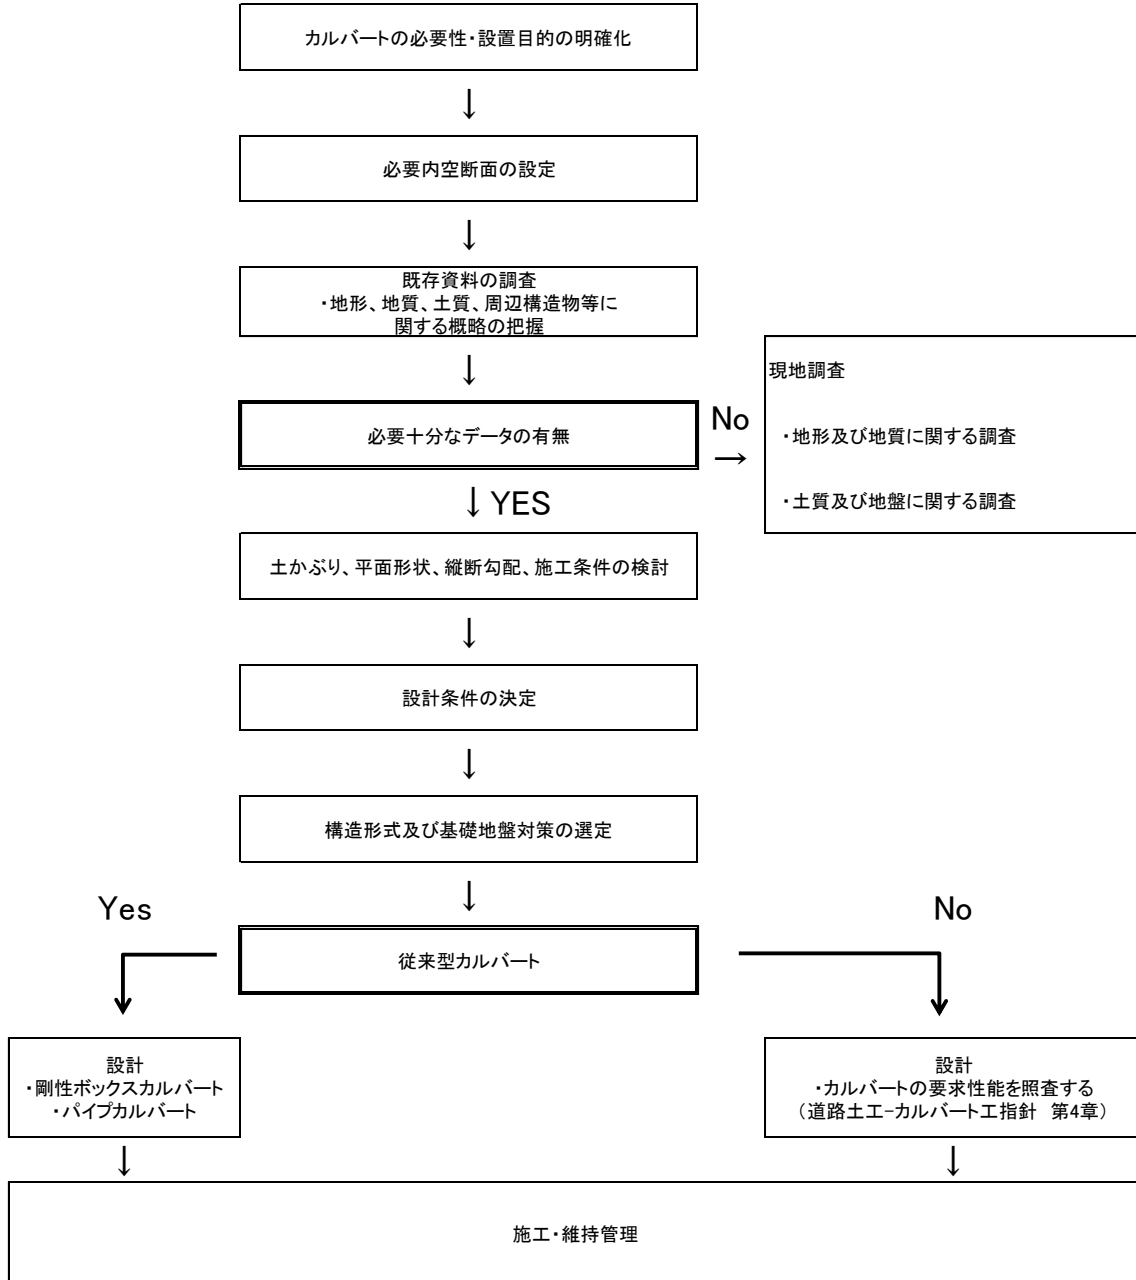 カルバートの必要性・設置目的の明確化
↓
必要内空断面の設定
↓
既存資料の調査
・地形、地質、土質、周辺構造物等に
関する概略の把握
↓
必要十分なデータの有無
No
→
現地調査
・地形及び地質に関する調査
・土質及び地盤に関する調査
↓ YES
土かぶり、平面形状、縦断勾配、施工条件の検討
↓
設計条件の決定
↓
構造形式及び基礎地盤対策の選定
↓
Yes
No
従来型カルバート
設計
・剛性ボックスカルバート
・パイプカルバート
設計
・カルバートの要求性能を照査する
（道路土工-カルバート工指針　第4章）
↓
↓
施工・維持管理